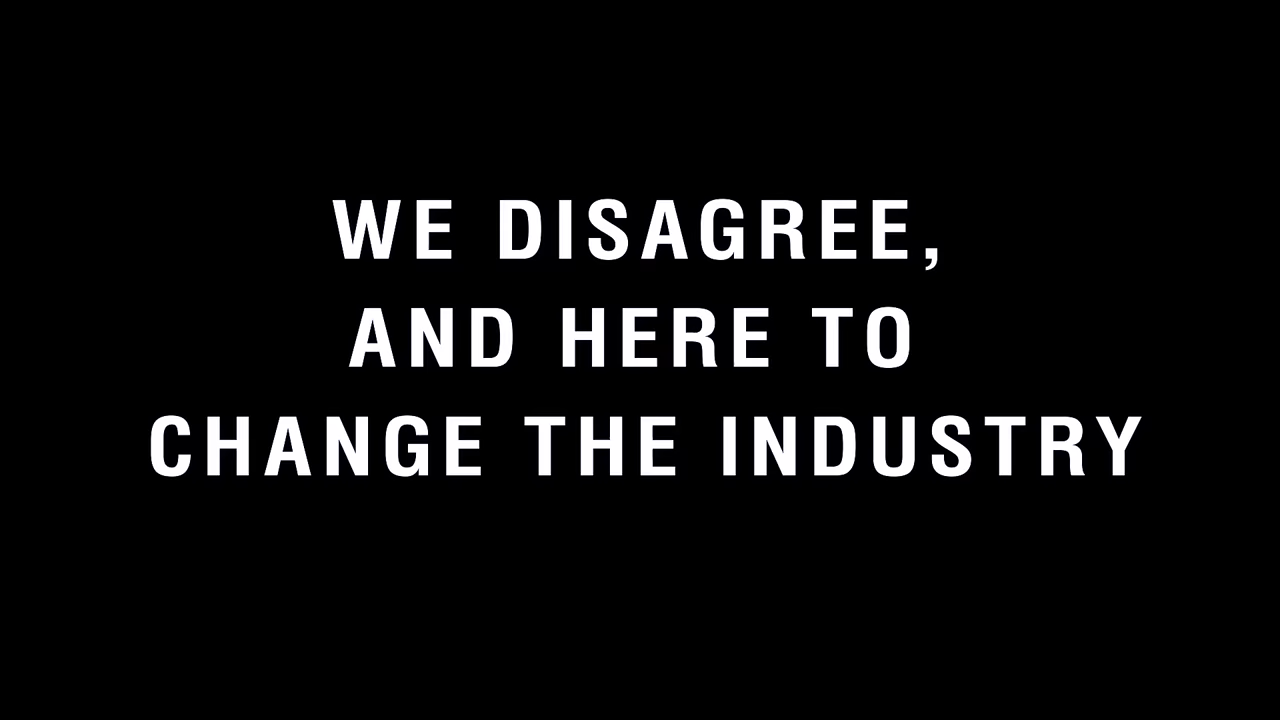 WE DISAGREE,
AND HERE TO
CHANGE THE INDUSTRY